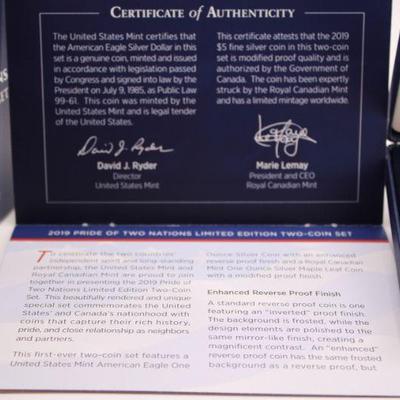 CERTIFICATE OF AUTHENTICITY
The United States Mint certifies that
the American Eagle Silver Dollar in this
set is a genuine coin, minted and issued
in accordance with legislation passed
by Congress and signed into law by the
President on July 9, 1985, as Public Law
99-61. This coin was minted by the
United States Mint and is legal tender
of the United States.
David J. Ryder
David J. Ryder
Director
United States Mint
This certificate attests that the 2019
$5 fine silver coin in this two-coin
set is modified proof quality and is
authorized by the Government of
Canada. The coin has been expertly
struck by the Royal Canadian Mint
and has a limited mintage worldwide.
Marie Lemay
President and CEO
Royal Canadian Mint
2019 PRIDE OF TWO NATIONS LIMITED EDITION TWO-COIN SET
To celebrate the two countries'
independent spirit and long-standing
partnership, the United States Mint and
Royal Canadian Mint have joined
together in presenting the 2019 Pride of
Two Nations Limited Edition Two-Coin
Set. This beautifully rendered and unique
special set commemorates the United
States' and Canada's nationhood with
coins that capture their rich history,
pride, and close relationship as neighbors
and partners.
This first-ever two-coin set features a
United States Mint American Eagle One
Ounce Silver Coin with an enhanced
reverse proof finish and a Royal Canadian
Mint One Ounce Silver Maple Leaf Coin
with a modified proof finish.
Enhanced Reverse Proof Finish
A standard reverse proof coin is one
featuring an "inverted" proof finish.
The background is frosted, while the
design elements are polished to the
same mirror-like finish, creating a
magnificent contrast. An "enhanced"
reverse proof coin has the same frosted
background as a reverse proof, but